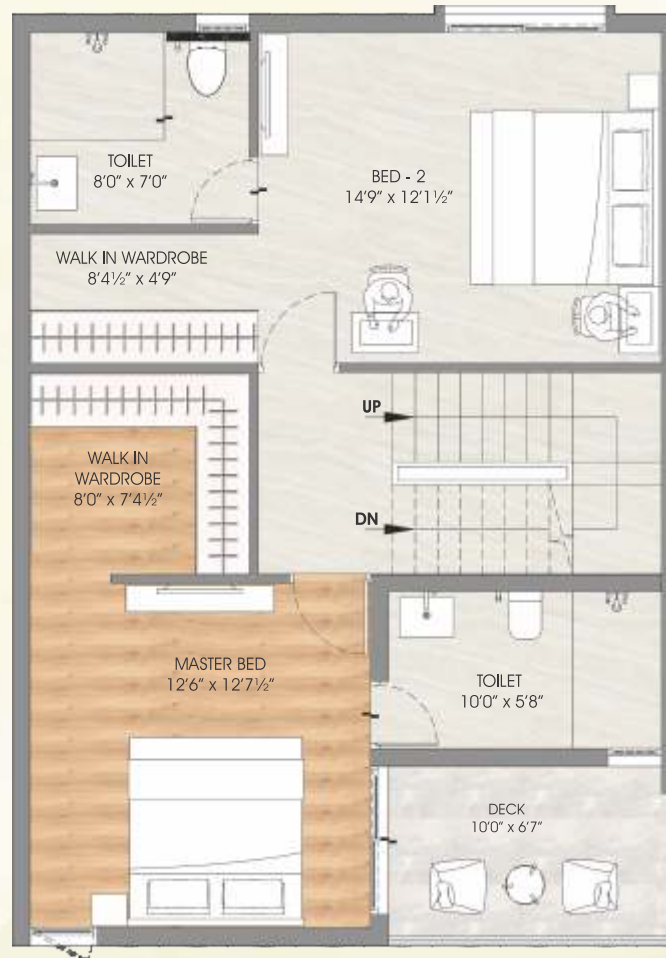 TOILET
8'0" x 7'0"
BED - 2
14'9" x 12'1½"
WALK IN WARDROBE
8'4½" x 4'9"
UP
WALK IN
WARDROBE
8'0" x 7'4½"
DN
MASTER BED
12'6" x 12'7½"
TOILET
10'0" x 5'8"
DECK
10'0" x 6'7"